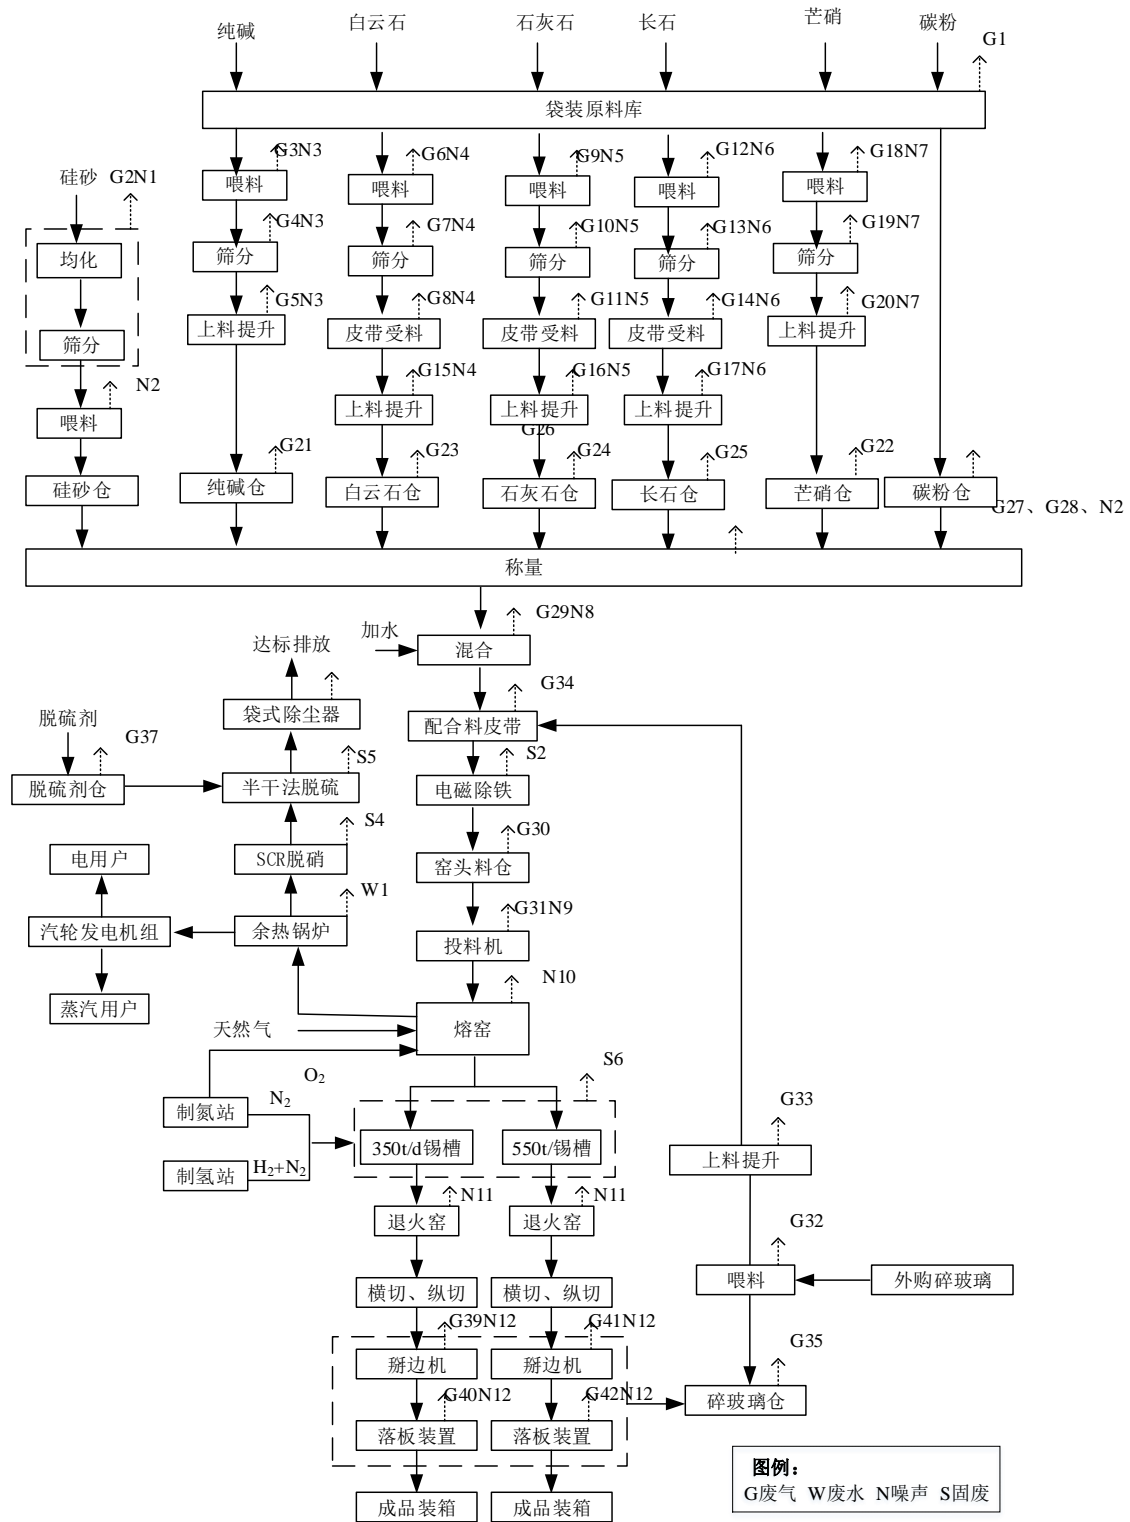 纯碱
白云石
石灰石
长石
芒硝
碳粉
G1
袋装原料库
G3N3
G6N4
G9N5
G12N6
G18N7
硅砂
G2N1
喂料
喂料
喂料
喂料
喂料
G4N3
G7N4
G10N5
G13N6
G19N7
均化
筛分
筛分
筛分
筛分
筛分
G5N3
G8N4
G11N5
G14N6
G20N7
筛分
上料提升
皮带受料
皮带受料
皮带受料
上料提升
N2
G15N4
G16N5
G17N6
喂料
上料提升
上料提升
上料提升
G26
G21
G23
G24
G25
G22
硅砂仓
纯碱仓
白云石仓
石灰石仓
长石仓
芒硝仓
碳粉仓
G27、G28、N2
称量
G29N8
加水
混合
达标排放
G34
袋式除尘器
配合料皮带
脱硫剂
G37
S5
S2
脱硫剂仓
半干法脱硫
电磁除铁
S4
G30
电用户
SCR脱硝
窑头料仓
W1
G31N9
汽轮发电机组
余热锅炉
投料机
N10
蒸汽用户
天然气
熔窑
O₂
S6
N₂
G33
制氮站
350t/d锡槽
550t/锡槽
上料提升
制氢站
H₂+N₂
N11
N11
退火窑
退火窑
G32
横切、纵切
横切、纵切
喂料
外购碎玻璃
G39N12
G41N12
G35
掰边机
掰边机
G40N12
G42N12
碎玻璃仓
落板装置
落板装置
图例：
G废气 W废水 N噪声 S固废
成品装箱
成品装箱